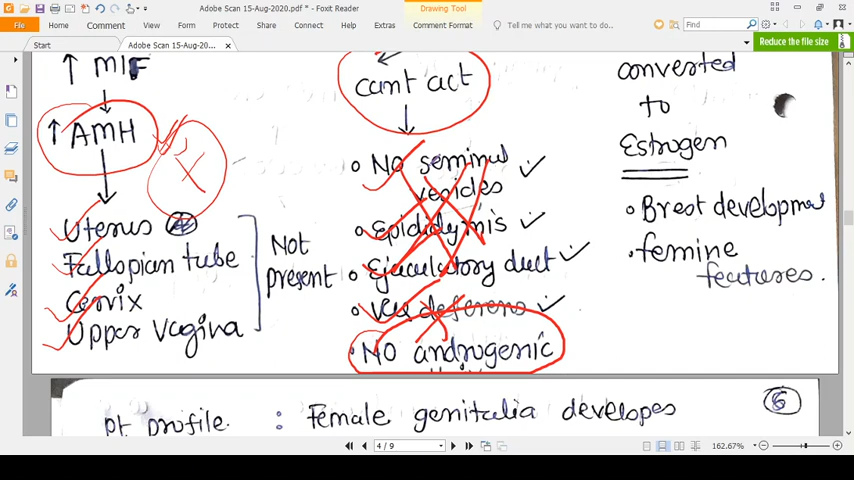 Adobe Scan 15-Aug-2020.pdf * - Foxit Reader
Drawing Tool
File
Home
Comment
View
Form
Protect
Share
Connect
Help
Extras
Comment Format
Tell me what you want to do...
Find
Start
Adobe Scan 15-Aug-20...
Reduce the file size
↑ MIF
↑ AMH
Uterus
Fallopian tube
Cervix
Upper vagina
Not
present
X
cant act
• NO seminal
vesicles
• Epididymis
• Ejaculatory duct
• Vas deferens
• NO androgenic
converted
to
Estrogen
• Brest development
• femine
features.
6
pt profile : Female genitalia developes
4 / 9
162.67%